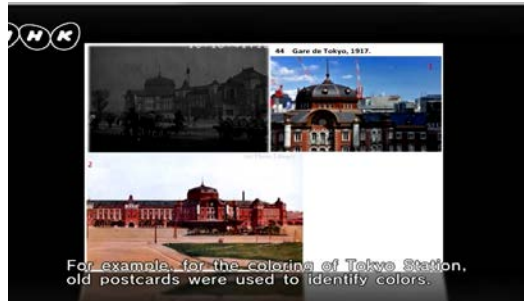 NHK
44 Gare de Tokyo, 1917.
1
2
For example, for the coloring of Tokyo Station,
old postcards were used to identify colors.